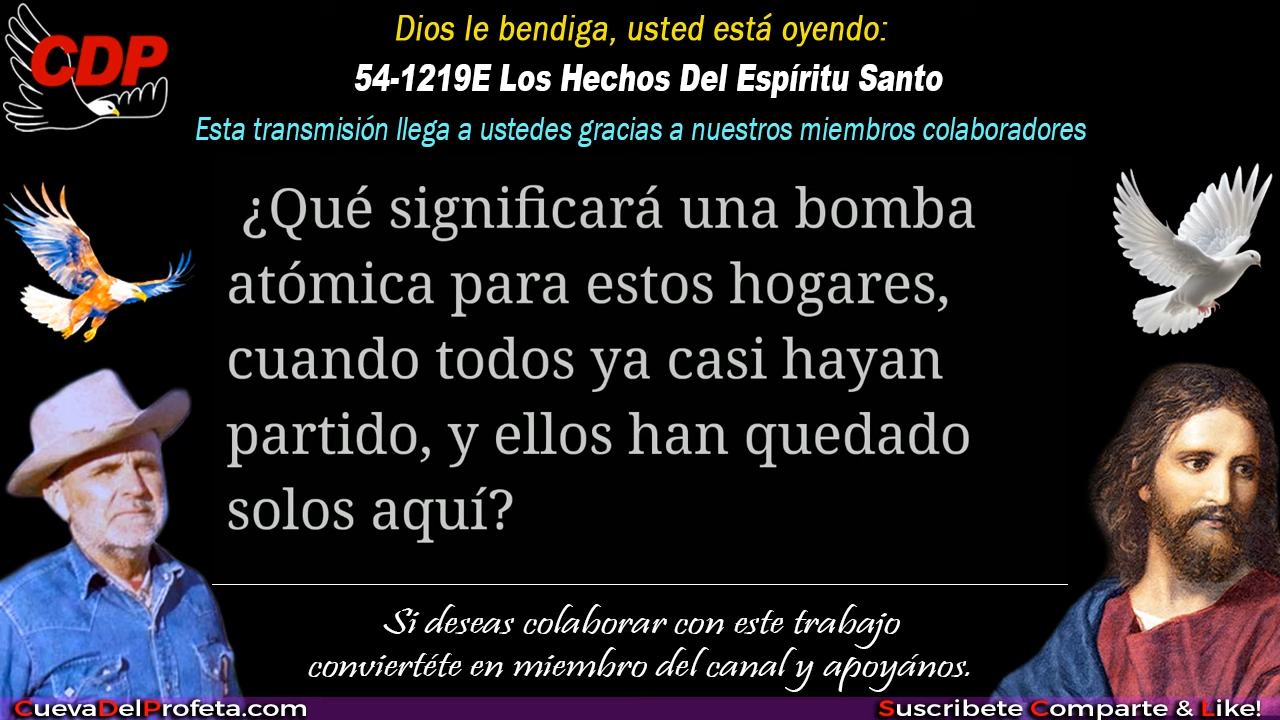 CDP
Dios le bendiga, usted está oyendo:
54-1219E Los Hechos Del Espíritu Santo
Esta transmisión llega a ustedes gracias a nuestros miembros colaboradores
¿Qué significará una bomba
atómica para estos hogares,
cuando todos ya casi hayan
partido, y ellos han quedado
solos aquí?
Si deseas colaborar con este trabajo
conviertéte en miembro del canal y apoyános.
CuevaDelProfeta.com
Suscribete Comparte & Like!